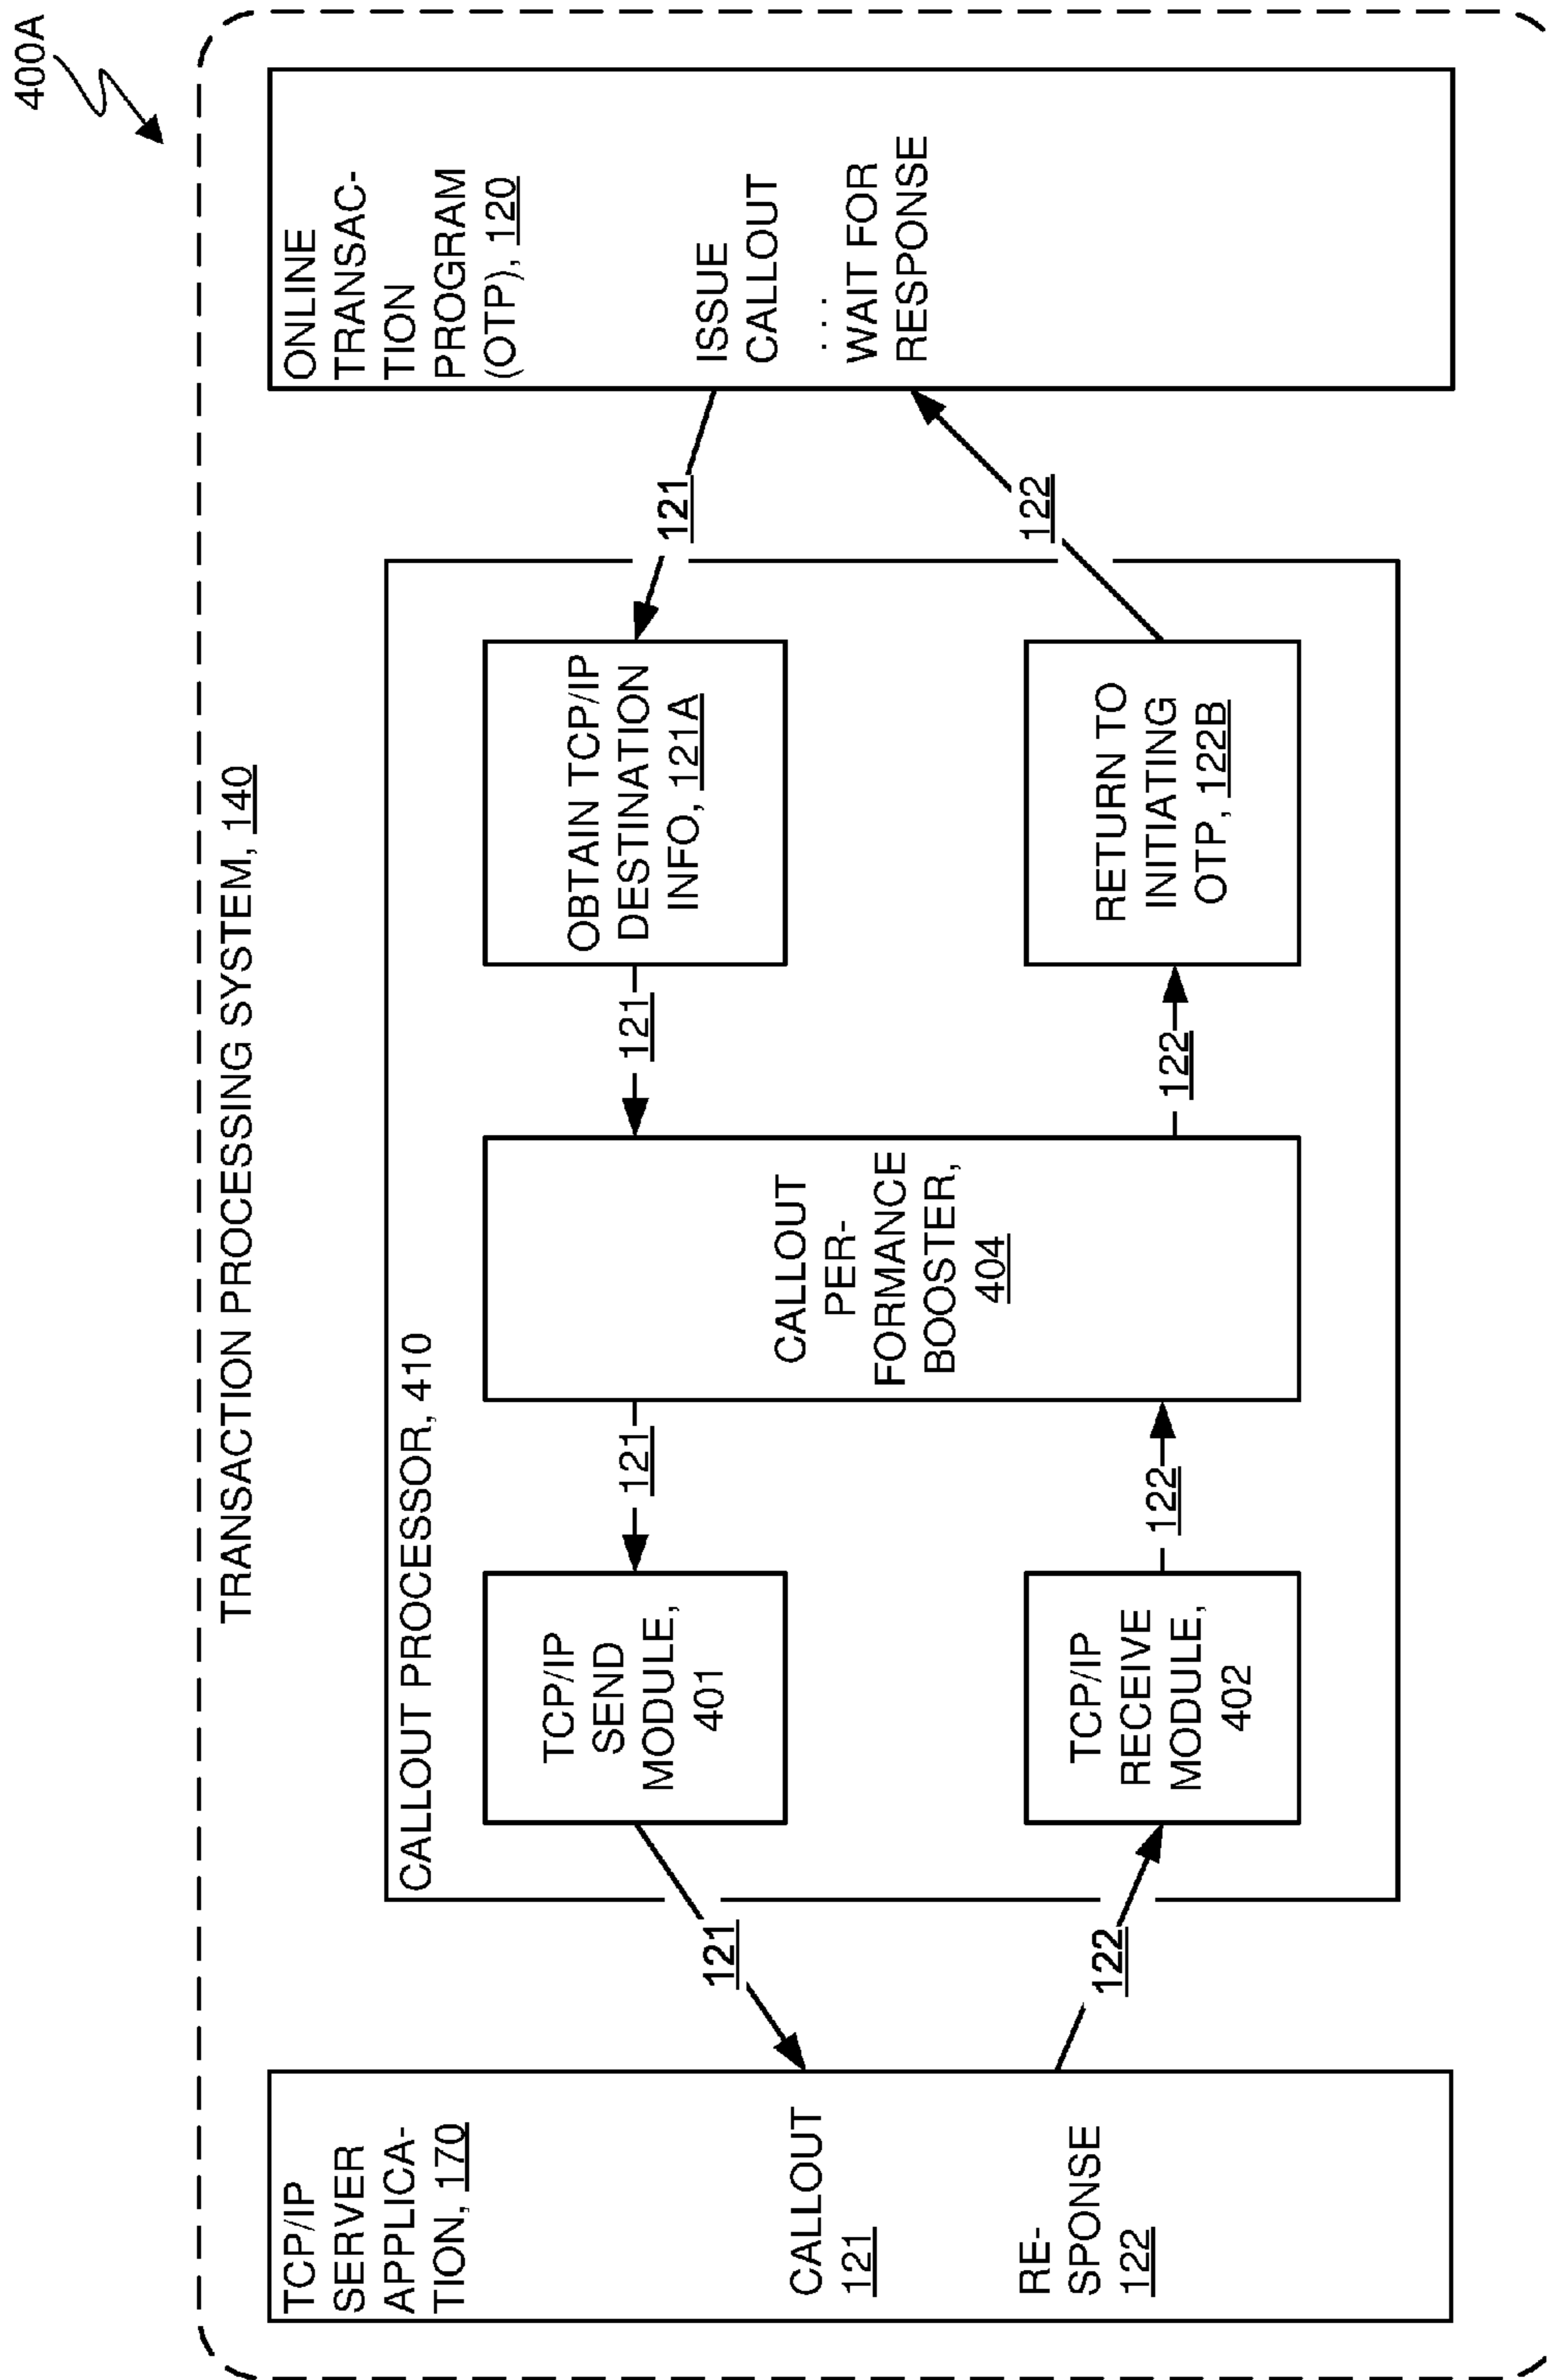 400A
TRANSACTION PROCESSING SYSTEM, 140
TCP/IP
SERVER
APPLICA-
TION, 170
CALLOUT
121
RE-
SPONSE
122
121
122
CALLOUT PROCESSOR, 410
TCP/IP
SEND
MODULE,
401
TCP/IP
RECEIVE
MODULE,
402
121
122
CALLOUT
PER-
FORMANCE
BOOSTER,
404
121
122
OBTAIN TCP/IP
DESTINATION
INFO, 121A
RETURN TO
INITIATING
OTP, 122B
121
122
ONLINE
TRANSAC-
TION
PROGRAM
(OTP), 120
ISSUE
CALLOUT
...
WAIT FOR
RESPONSE